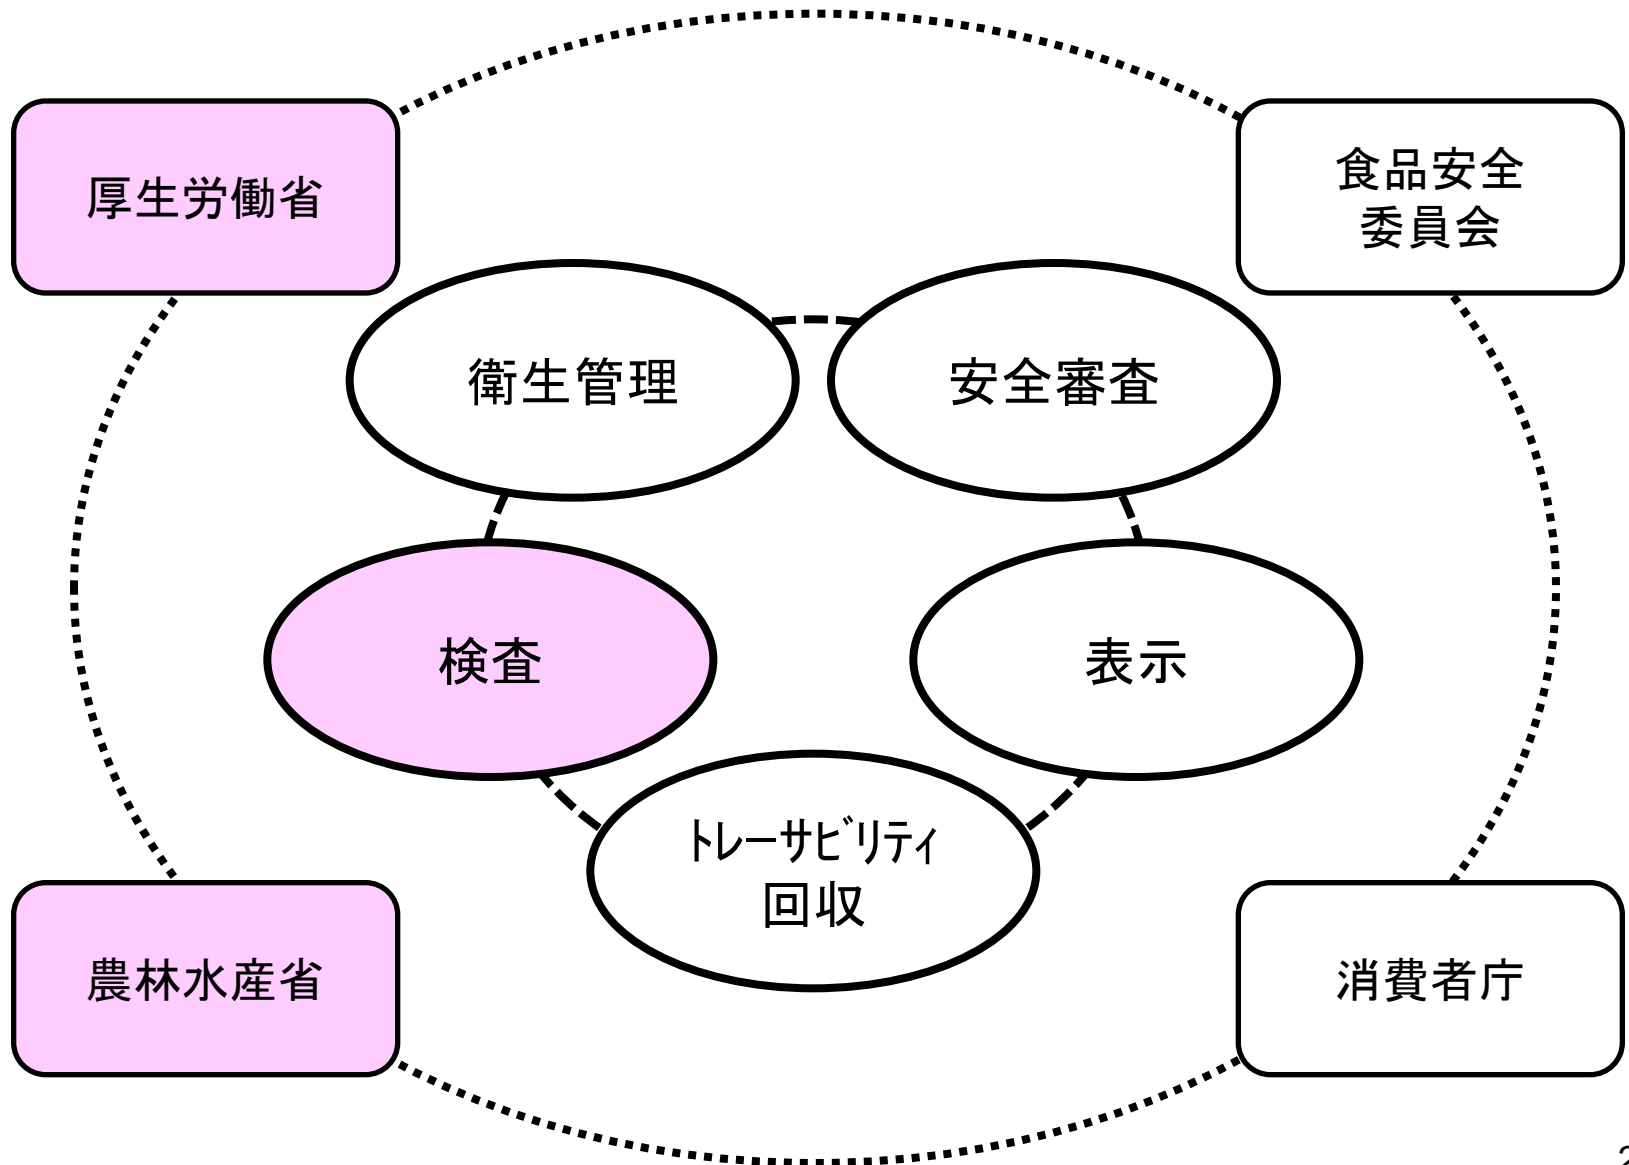 厚生労働省
食品安全
委員会
衛生管理
安全審査
検査
表示
ﾄﾚｰｻﾋﾞﾘﾃｨ
回収
農林水産省
消費者庁